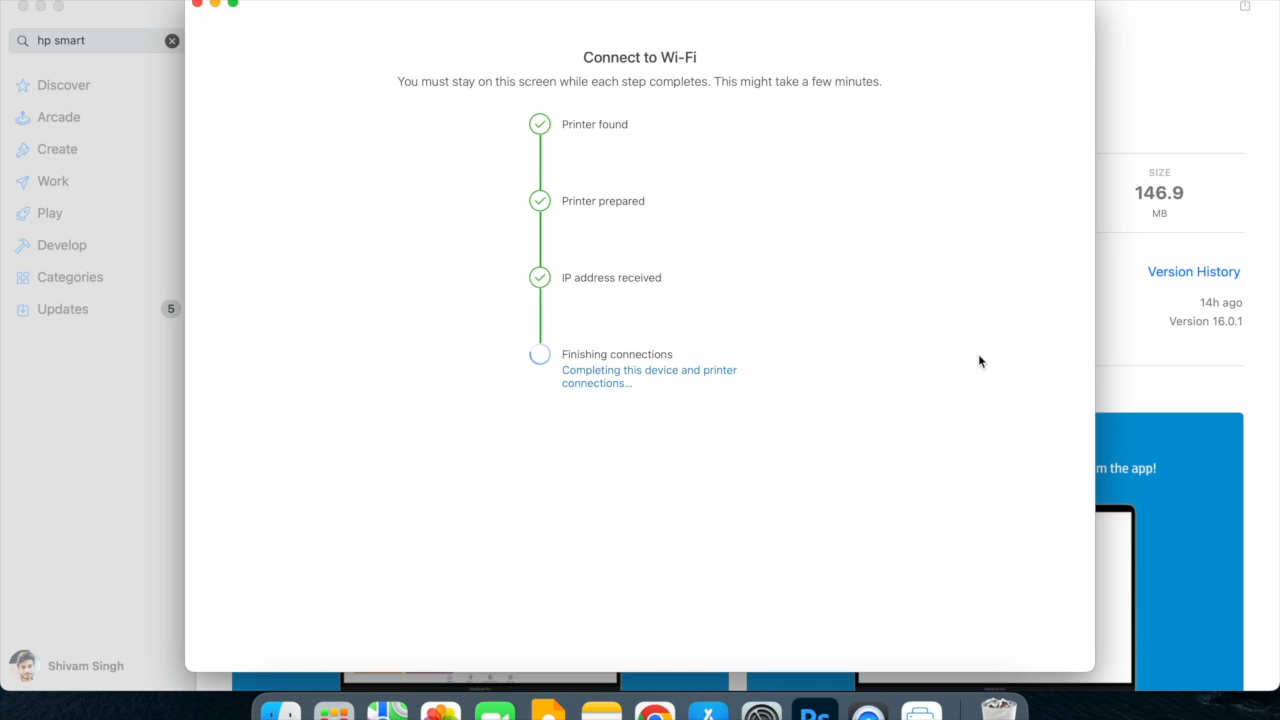 hp smart
Discover
Arcade
Create
Work
Play
Develop
Categories
Updates
5
Shivam Singh
Connect to Wi-Fi
You must stay on this screen while each step completes. This might take a few minutes.
Printer found
Printer prepared
IP address received
Finishing connections
Completing this device and printer
connections...
SIZE
146.9
MB
Version History
14h ago
Version 16.0.1
m the app!
Ps